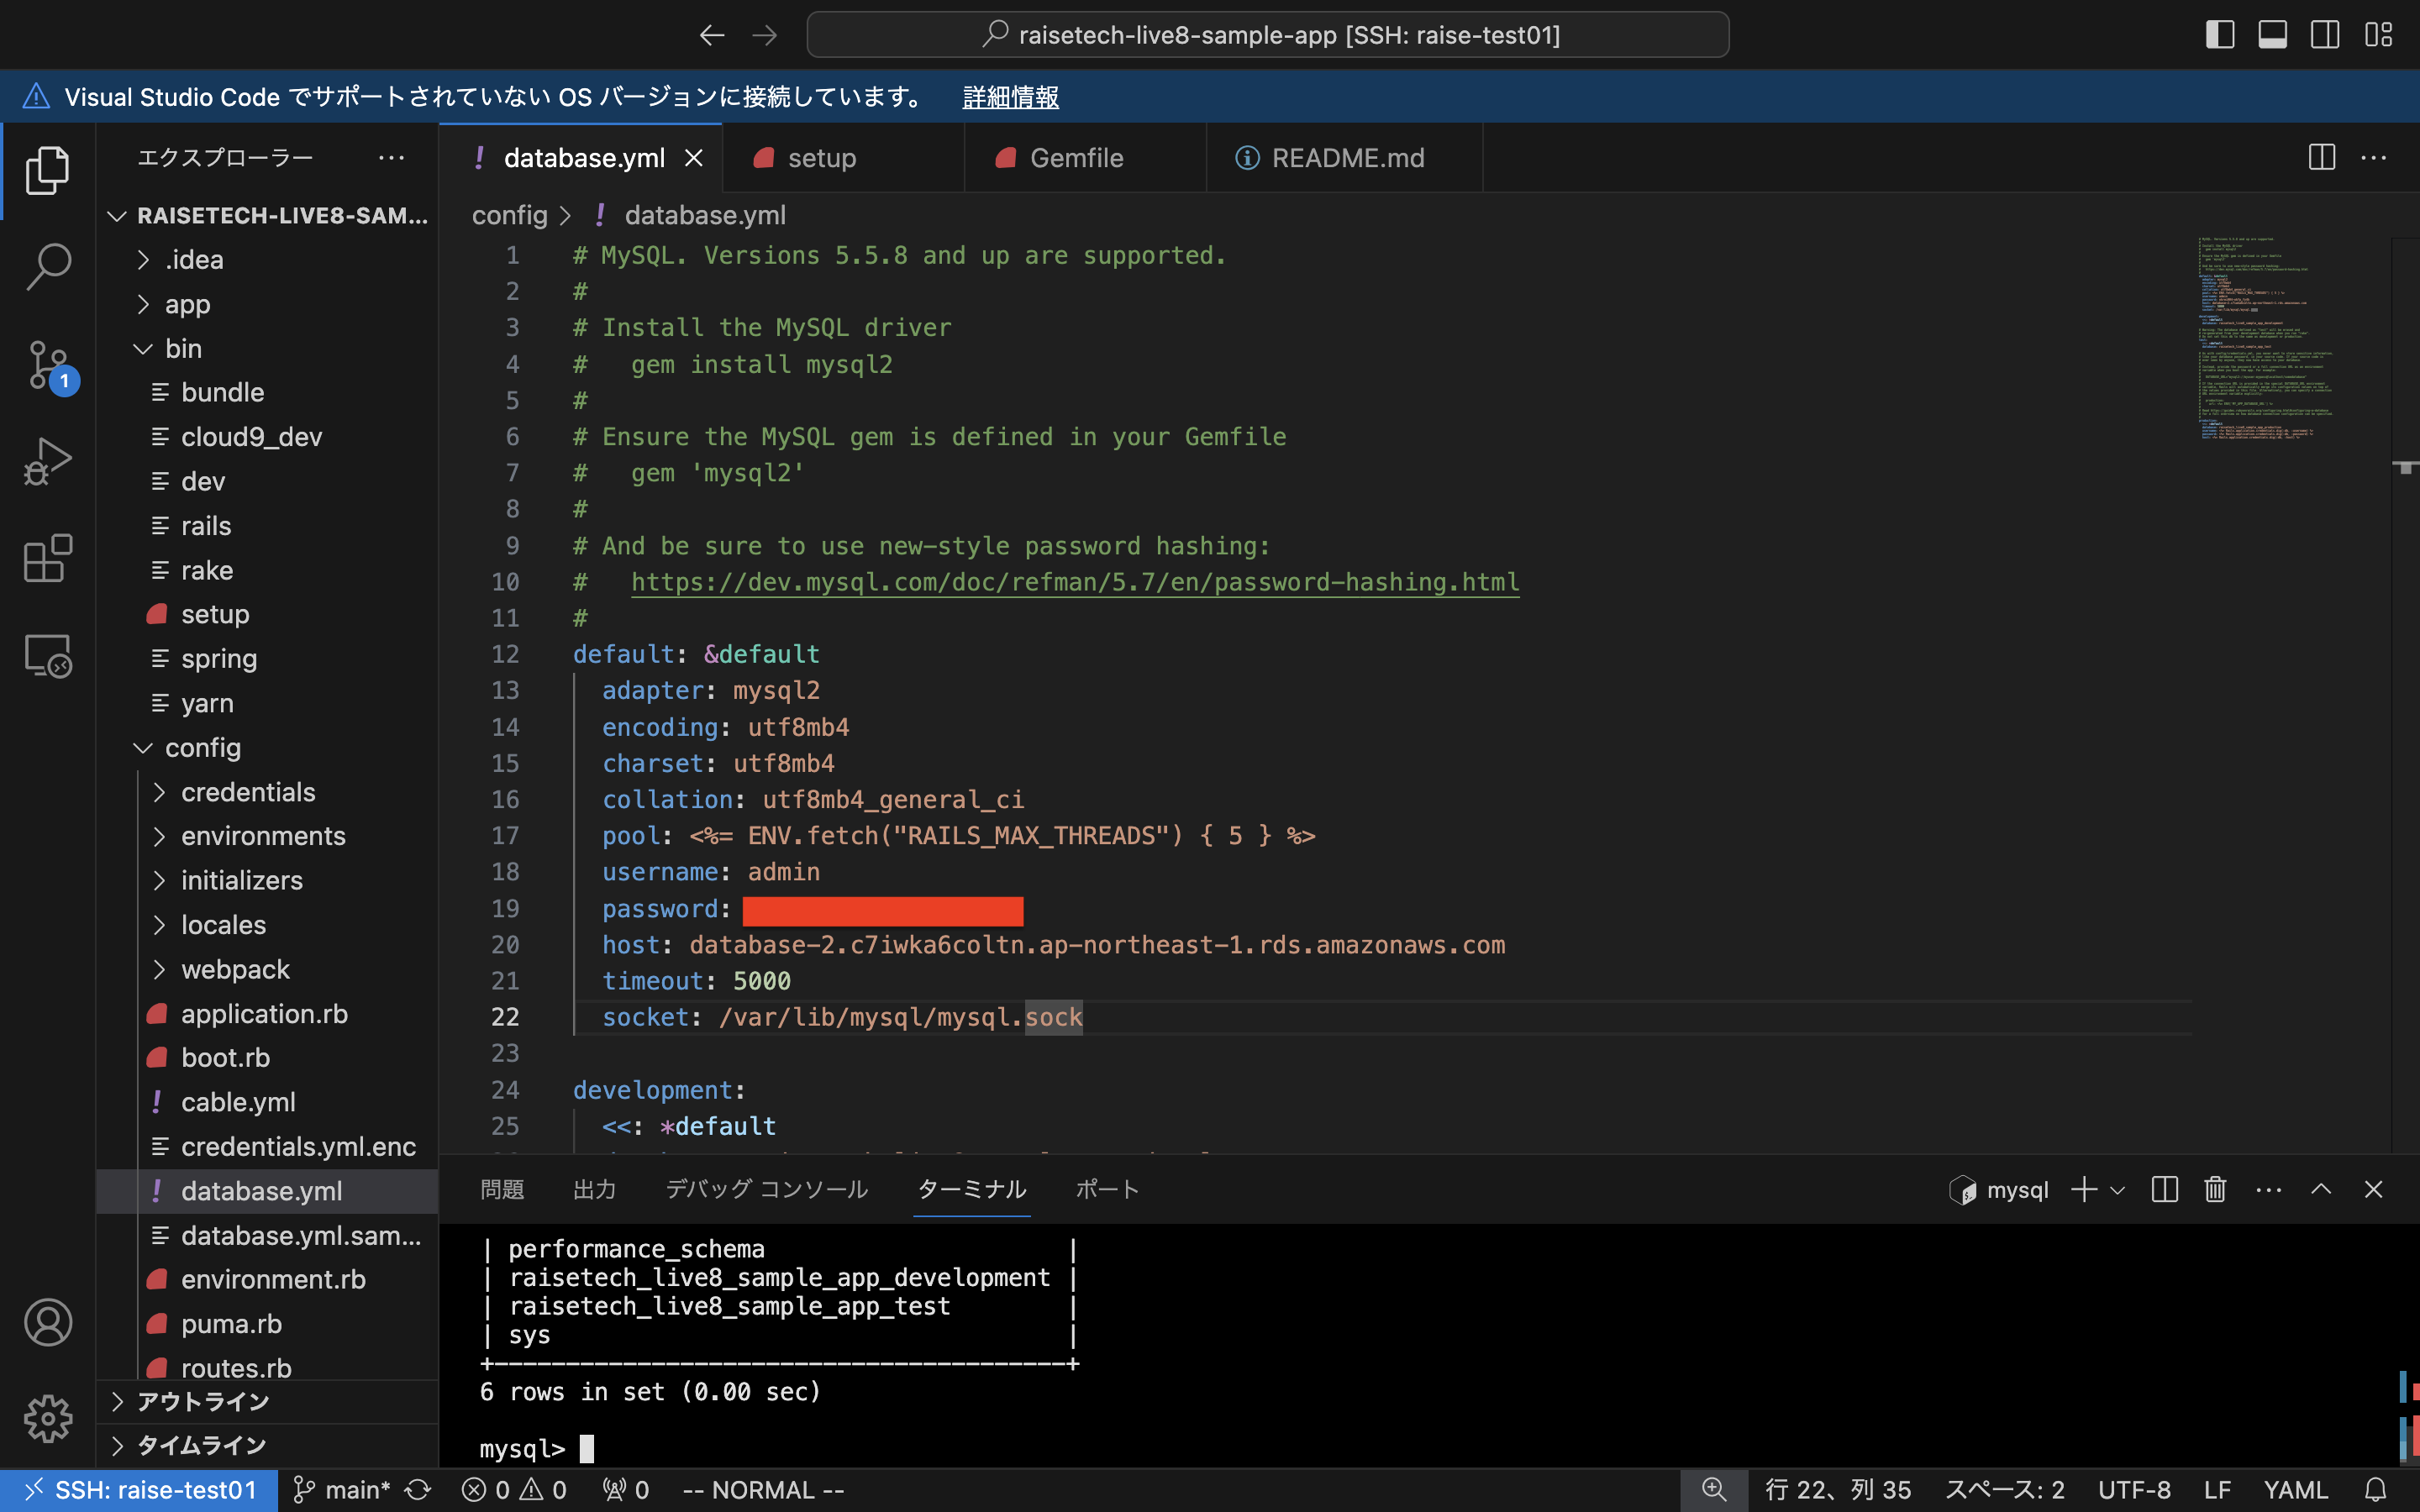 raisetech-live8-sample-app [SSH: raise-test01]
Visual Studio Code でサポートされていない OS バージョンに接続しています。 詳細情報
エクスプローラー
RAISETECH-LIVE8-SAM...
.idea
app
bin
bundle
cloud9_dev
dev
rails
rake
setup
spring
yarn
config
credentials
environments
initializers
locales
webpack
application.rb
boot.rb
cable.yml
credentials.yml.enc
database.yml
database.yml.sam...
environment.rb
puma.rb
routes.rb
アウトライン
タイムライン
1
database.yml
setup
Gemfile
README.md
config > ! database.yml
1 # MySQL. Versions 5.5.8 and up are supported.
2 #
3 # Install the MySQL driver
4 #   gem install mysql2
5 #
6 # Ensure the MySQL gem is defined in your Gemfile
7 #   gem 'mysql2'
8 #
9 # And be sure to use new-style password hashing:
10 #   https://dev.mysql.com/doc/refman/5.7/en/password-hashing.html
11 #
12 default: &default
13   adapter: mysql2
14   encoding: utf8mb4
15   charset: utf8mb4
16   collation: utf8mb4_general_ci
17   pool: <%= ENV.fetch("RAILS_MAX_THREADS") { 5 } %>
18   username: admin
19   password:
20   host: database-2.c7iwka6coltn.ap-northeast-1.rds.amazonaws.com
21   timeout: 5000
22   socket: /var/lib/mysql/mysql.sock
23
24 development:
25   <<: *default
問題 出力 デバッグ コンソール ターミナル ポート
mysql
| performance_schema |
| raisetech_live8_sample_app_development |
| raisetech_live8_sample_app_test |
| sys |
+----------------------------------------+
6 rows in set (0.00 sec)
mysql>
SSH: raise-test01 main* 0 0 0 -- NORMAL -- 行 22、列 35 スペース: 2 UTF-8 LF YAML